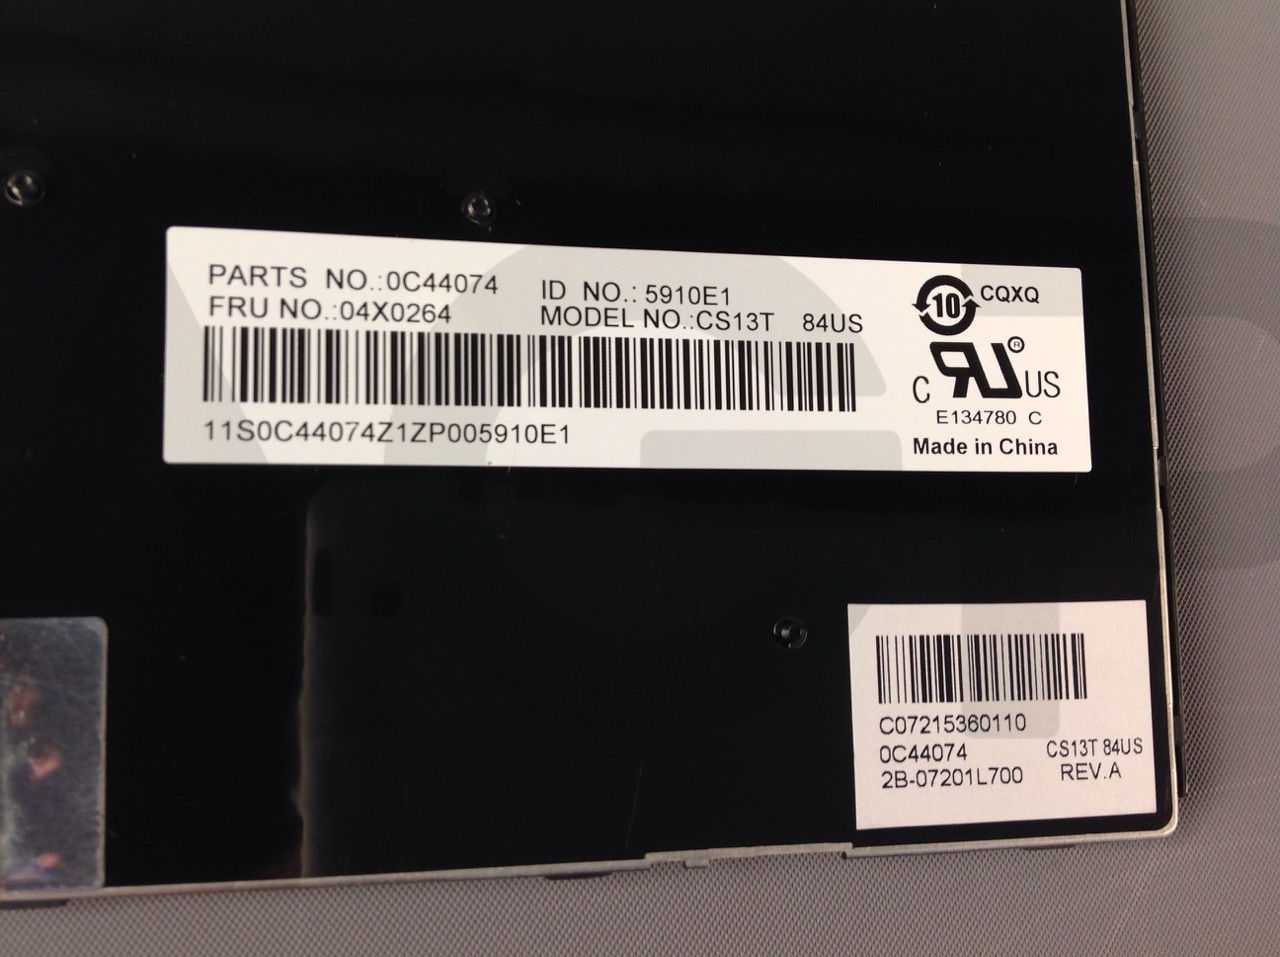 PARTS NO.:0C44074 ID NO.: 5910E1
FRU NO.:04X0264 MODEL NO.:CS13T 84US
11S0C44074Z1ZP005910E1
10 CQXQ
C RU® US
E134780 C
Made in China
C07215360110
0C44074 CS13T 84US
2B-07201L700 REV.A